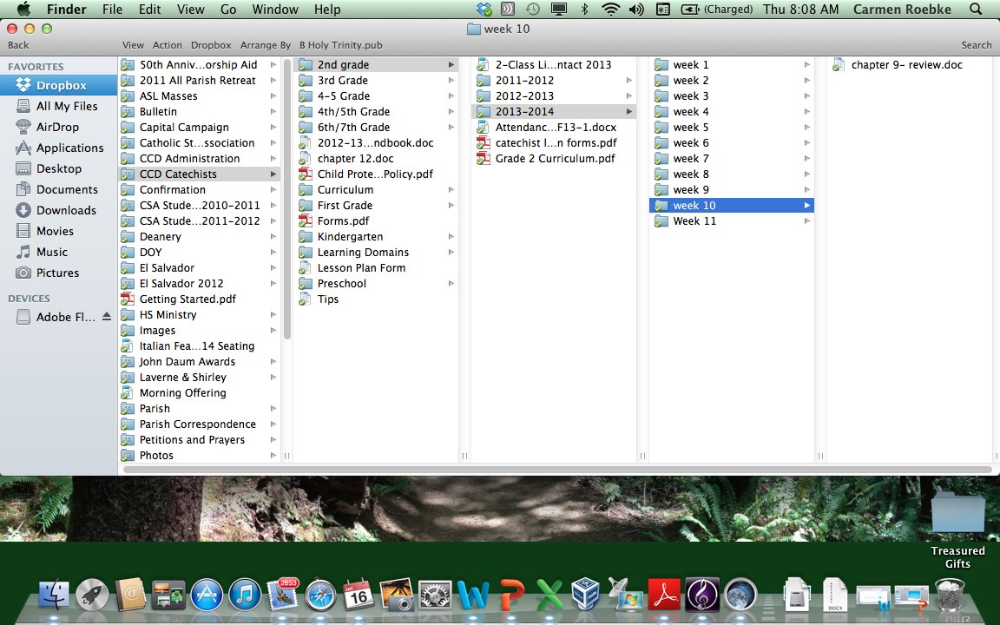 Finder File Edit View Go Window Help (Charged) Thu 8:08 AM Carmen Roebke
week 10
Back View Action Dropbox Arrange By B Holy Trinity.pub Search
FAVORITES
Dropbox
All My Files
AirDrop
Applications
Desktop
Documents
Downloads
Movies
Music
Pictures
DEVICES
Adobe Fl...
50th Anniv...orship Aid
2011 All Parish Retreat
ASL Masses
Bulletin
Capital Campaign
Catholic St...ssociation
CCD Administration
CCD Catechists
Confirmation
CSA Stude...2010-2011
CSA Stude...2011-2012
Deanery
DOY
El Salvador
El Salvador 2012
Getting Started.pdf
HS Ministry
Images
Italian Fea...14 Seating
John Daum Awards
Laverne & Shirley
Morning Offering
Parish
Parish Correspondence
Petitions and Prayers
Photos
2nd grade
3rd Grade
4-5 Grade
4th/5th Grade
6th/7th Grade
2012-13...ndbook.doc
chapter 12.doc
Child Prote...Policy.pdf
Curriculum
First Grade
Forms.pdf
Kindergarten
Learning Domains
Lesson Plan Form
Preschool
Tips
2-Class Li...ntact 2013
2011-2012
2012-2013
2013-2014
Attendanc...F13-1.docx
catechist l...n forms.pdf
Grade 2 Curriculum.pdf
week 1
week 2
week 3
week 4
week 5
week 6
week 7
week 8
week 9
week 10
Week 11
chapter 9- review.doc
Treasured
Gifts
2853
JAN
16
DOCX